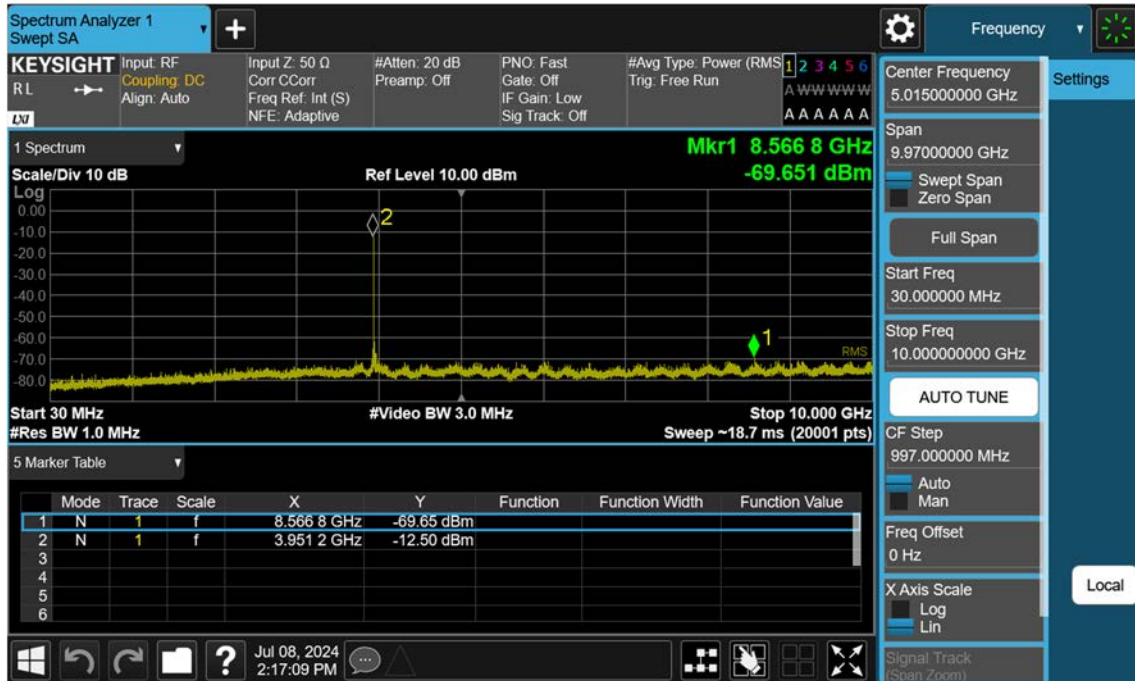 Spectrum Analyzer 1
Swept SA
+
Frequency
KEYSIGHT
RL
LXI
Input: RF
Coupling: DC
Align: Auto
Input Z: 50 Ω
Corr CCorr
Freq Ref: Int (S)
NFE: Adaptive
#Atten: 20 dB
Preamp: Off
PNO: Fast
Gate: Off
IF Gain: Low
Sig Track: Off
#Avg Type: Power (RMS
Trig: Free Run
1 2 3 4 5 6
A W W W W W
A A A A A A
1 Spectrum
Scale/Div 10 dB
Ref Level 10.00 dBm
Mkr1 8.566 8 GHz
-69.651 dBm
Log
0.00
-10.0
-20.0
-30.0
-40.0
-50.0
-60.0
-70.0
-80.0
2
1
RMS
Start 30 MHz
#Video BW 3.0 MHz
Stop 10.000 GHz
#Res BW 1.0 MHz
Sweep ~18.7 ms (20001 pts)
5 Marker Table
Mode Trace Scale X Y Function Function Width Function Value
1 N 1 f 8.566 8 GHz -69.65 dBm
2 N 1 f 3.951 2 GHz -12.50 dBm
3
4
5
6
?
Jul 08, 2024
2:17:09 PM
Center Frequency
5.015000000 GHz
Settings
Span
9.97000000 GHz
Swept Span
Zero Span
Full Span
Start Freq
30.000000 MHz
Stop Freq
10.000000000 GHz
AUTO TUNE
CF Step
997.000000 MHz
Auto
Man
Freq Offset
0 Hz
X Axis Scale
Log
Lin
Local
Signal Track
(Span Zoom)